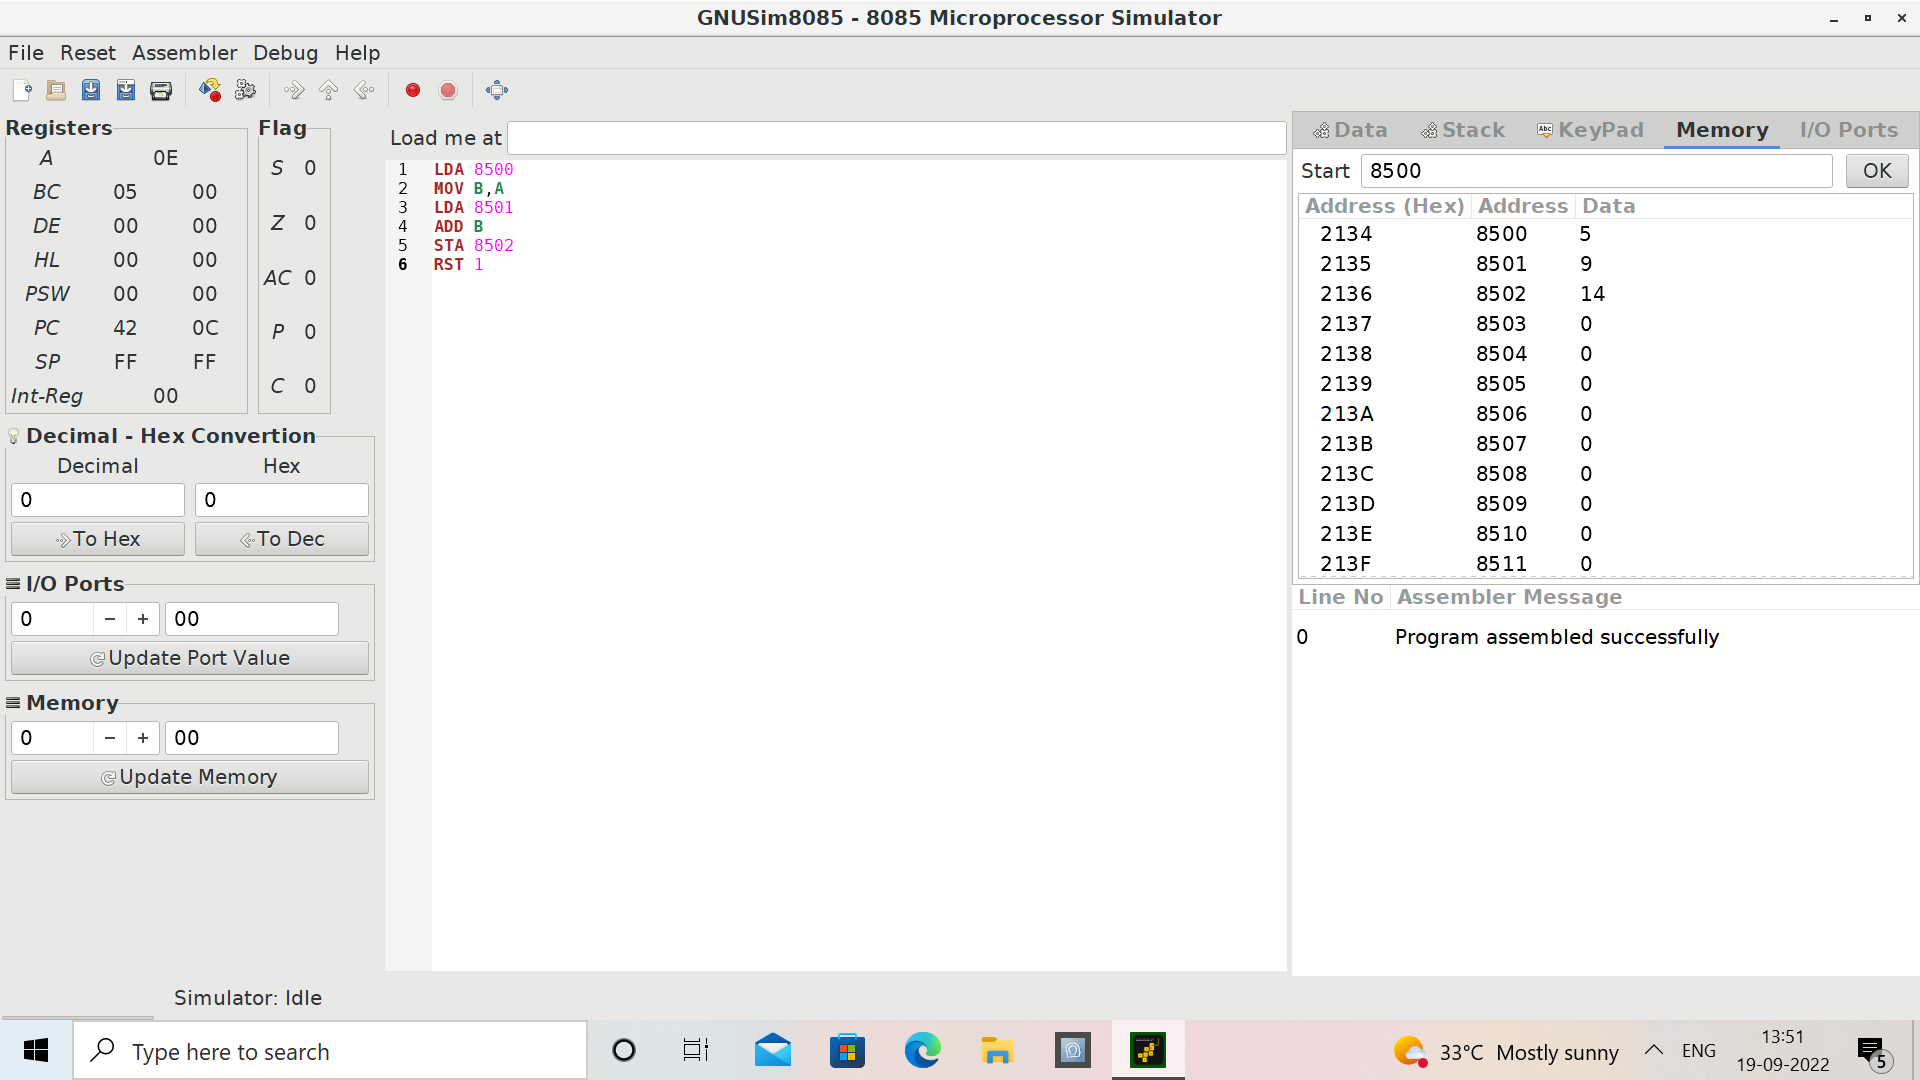 GNUSim8085 - 8085 Microprocessor Simulator
File Reset Assembler Debug Help
Registers
A 0E
BC 05 00
DE 00 00
HL 00 00
PSW 00 00
PC 42 0C
SP FF FF
Int-Reg 00
Flag
S 0
Z 0
AC 0
P 0
C 0
Decimal - Hex Convertion
Decimal Hex
0 0
To Hex To Dec
I/O Ports
0 − + 00
Update Port Value
Memory
0 − + 00
Update Memory
Simulator: Idle
Load me at
1 LDA 8500
2 MOV B,A
3 LDA 8501
4 ADD B
5 STA 8502
6 RST 1
Data Stack Abc KeyPad Memory I/O Ports
Start 8500 OK
Address (Hex) Address Data
2134 8500 5
2135 8501 9
2136 8502 14
2137 8503 0
2138 8504 0
2139 8505 0
213A 8506 0
213B 8507 0
213C 8508 0
213D 8509 0
213E 8510 0
213F 8511 0
Line No Assembler Message
0 Program assembled successfully
Type here to search
33°C Mostly sunny
ENG
13:51
19-09-2022
5